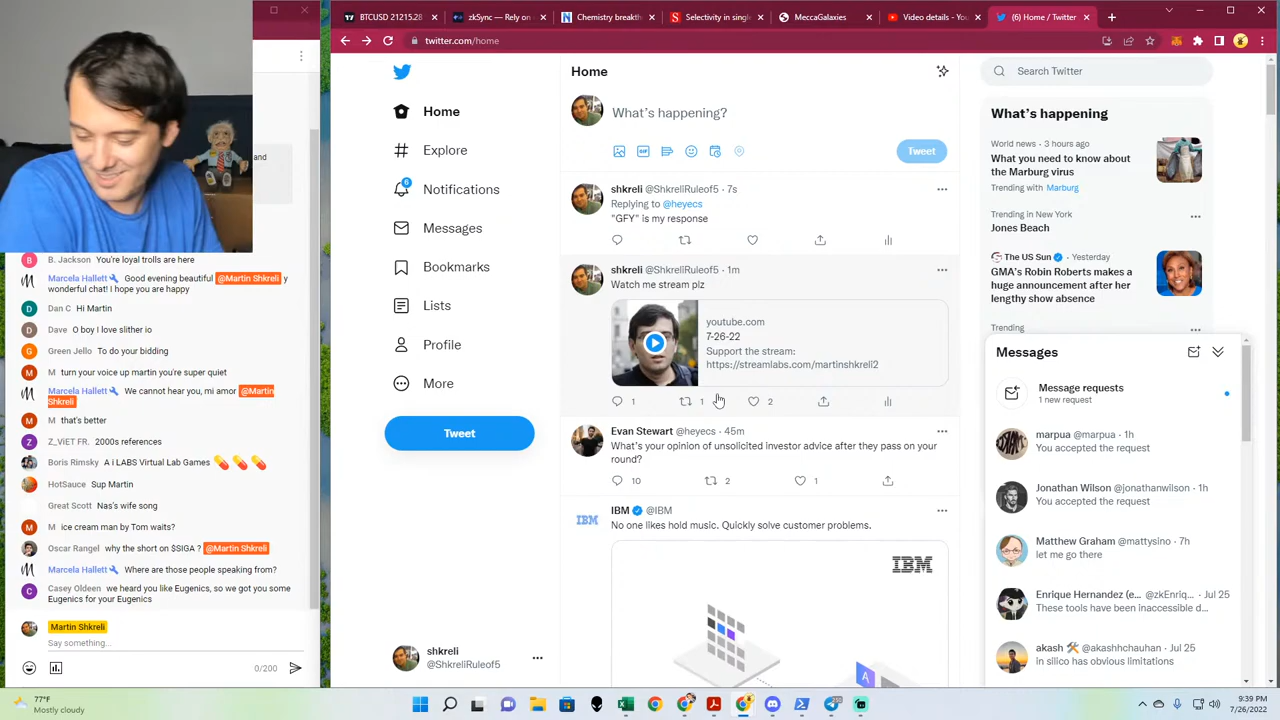 BTCUSD 21215.28
zkSync — Rely on
Chemistry breakth
Selectivity in singl
MeccaGalaxies
Video details - You
(6) Home / Twitter
twitter.com/home
and
B. Jackson You're loyal trolls are here
Marcela Hallett Good evening beautiful @Martin Shkreli y
wonderful chat! I hope you are happy
Dan C Hi Martin
Dave O boy I love slither io
Green Jello To do your bidding
M turn your voice up martin you're super quiet
Marcela Hallett We cannot hear you, mi amor @Martin
Shkreli
M that's better
Z_ViET FR. 2000s references
Boris Rimsky A i LABS Virtual Lab Games 💊 💊 💊
HotSauce Sup Martin
Great Scott Nas's wife song
M ice cream man by Tom waits?
Oscar Rangel why the short on $SIGA ? @Martin Shkreli
Marcela Hallett Where are those people speaking from?
Casey Oldeen we heard you like Eugenics, so we got you some
Eugenics for your Eugenics
Martin Shkreli
Say something...
0/200
Home
Explore
6
Notifications
Messages
Bookmarks
Lists
Profile
More
Tweet
shkreli
@ShkreliRuleof5
Home
What's happening?
Tweet
shkreli @ShkreliRuleof5 · 7s
Replying to @heyecs
"GFY" is my response
shkreli @ShkreliRuleof5 · 1m
Watch me stream plz
youtube.com
7-26-22
Support the stream:
https://streamlabs.com/martinshkreli2
1 1 2
Evan Stewart @heyecs · 45m
What's your opinion of unsolicited investor advice after they pass on your
round?
10 2 1
IBM @IBM
No one likes hold music. Quickly solve customer problems.
IBM
A
Search Twitter
What's happening
World news · 3 hours ago
What you need to know about
the Marburg virus
Trending with Marburg
Trending in New York
Jones Beach
The US Sun · Yesterday
GMA's Robin Roberts makes a
huge announcement after her
lengthy show absence
Trending
Messages
Message requests
1 new request
marpua @marpua · 1h
You accepted the request
Jonathan Wilson @jonathanwilson · 1h
You accepted the request
Matthew Graham @mattysino · 7h
let me go there
Enrique Hernandez (e... @zkEnriq... · Jul 25
These tools have been inaccessible d...
akash 🛠 @akashhchauhan · Jul 25
in silico has obvious limitations
77°F
Mostly cloudy
9:39 PM
7/26/2022